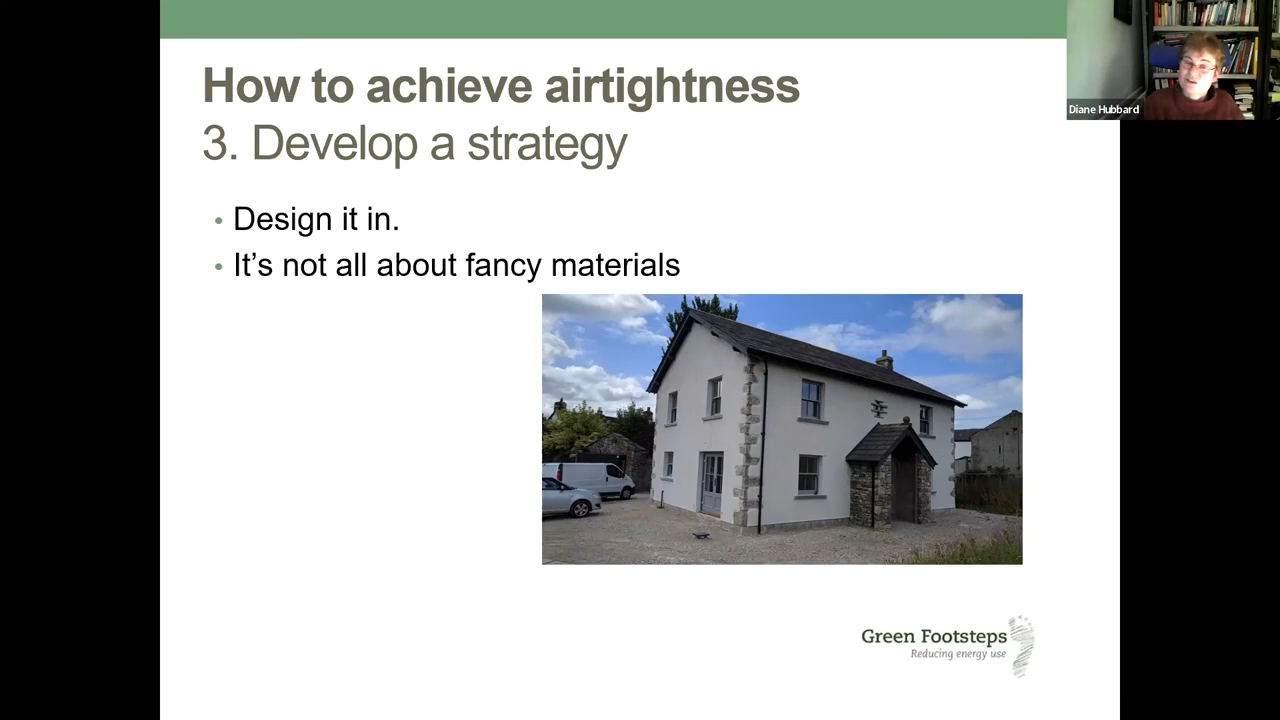 How to achieve airtightness
3. Develop a strategy
• Design it in.
• It’s not all about fancy materials
Diane Hubbard
Green Footsteps
Reducing energy use